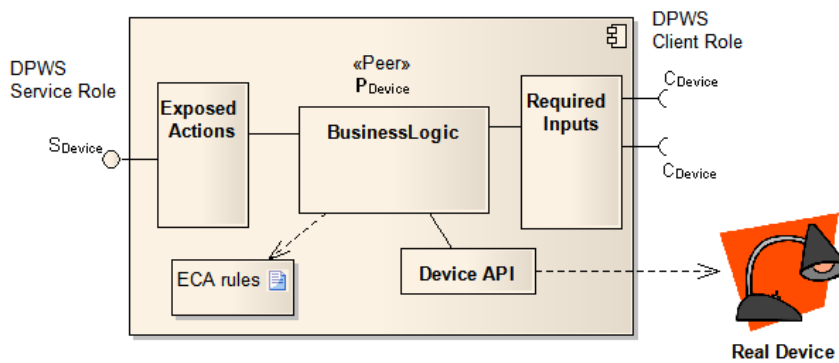 DPWS
Client Role
DPWS
Service Role
«Peer»
PDevice
CDevice
Exposed
Actions
BusinessLogic
Required
Inputs
SDevice
CDevice
ECA rules
Device API
Real Device